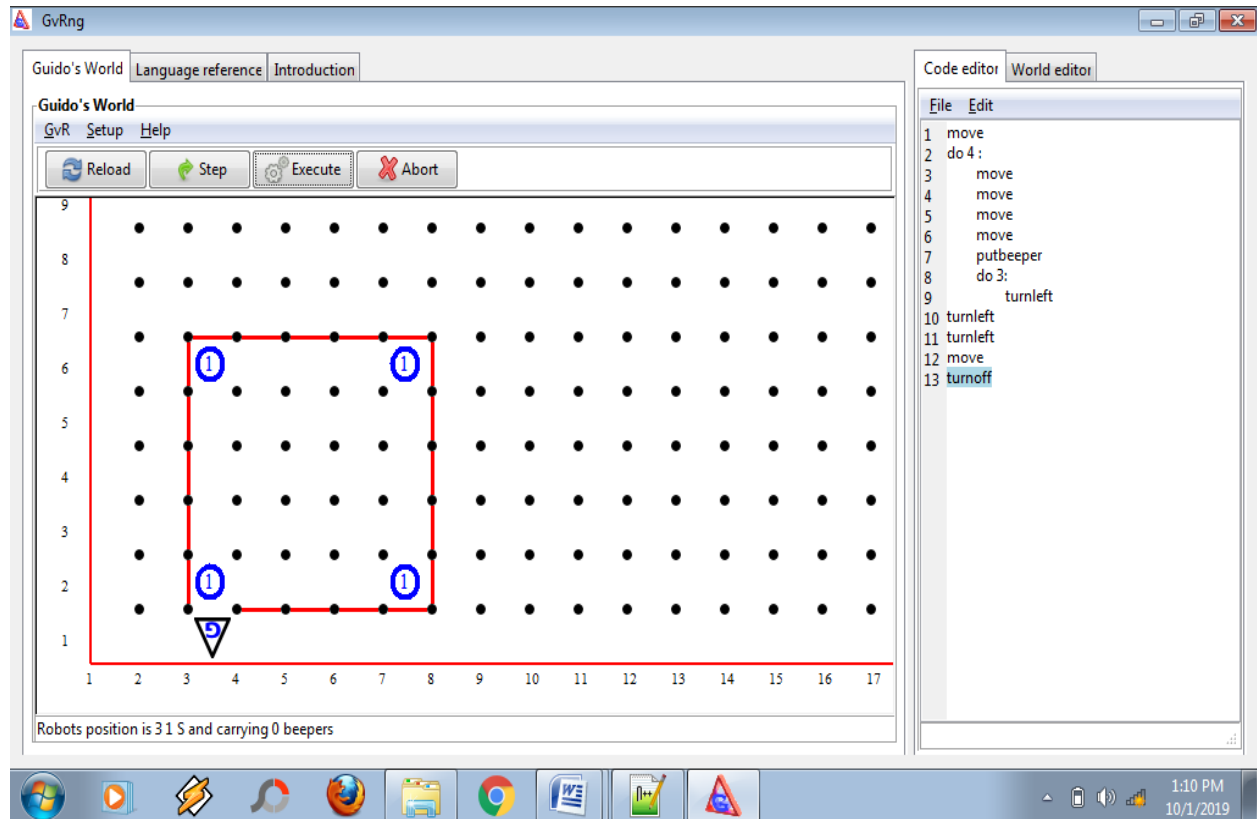 GvRng
Guido's World Language reference Introduction
Guido's World
GvR Setup Help
Reload Step Execute Abort
9
8
7
6
5
4
3
2
1
1 1
1 1
G
1 2 3 4 5 6 7 8 9 10 11 12 13 14 15 16 17
Robots position is 3 1 S and carrying 0 beepers
Code editor World editor
File Edit
1 move
2 do 4 :
3 move
4 move
5 move
6 move
7 putbeeper
8 do 3:
9 turnleft
10 turnleft
11 turnleft
12 move
13 turnoff
1:10 PM
10/1/2019